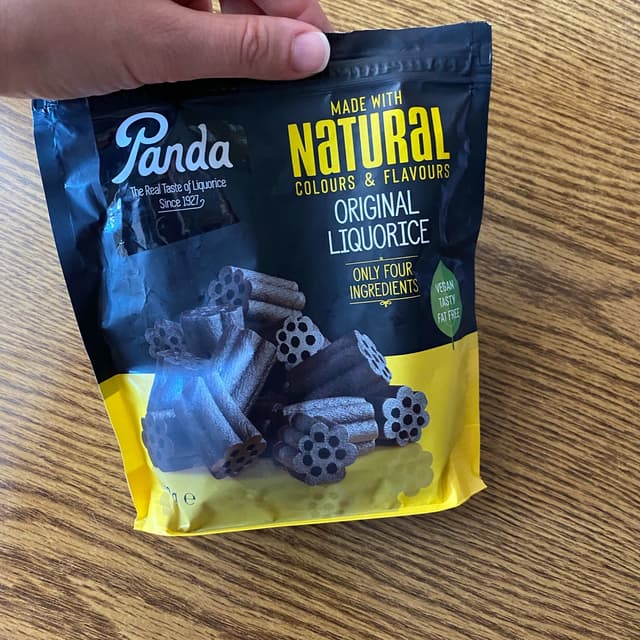 Panda
The Real Taste of Liquorice
Since 1927
MADE WITH
NATURAL
COLOURS & FLAVOURS
ORIGINAL
LIQUORICE
ONLY FOUR
INGREDIENTS
VEGAN
TASTY
FAT FREE